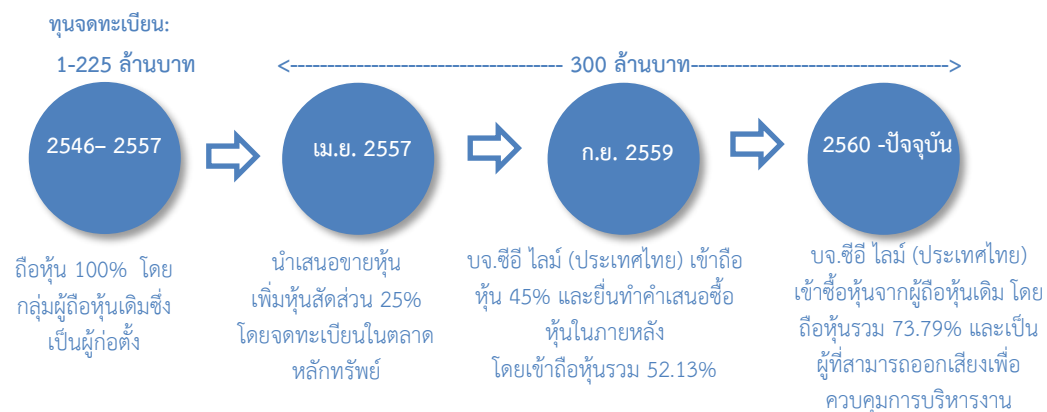 ทุนจดทะเบียน:
1-225 ล้านบาท
<------------------------------------ 300 ล้านบาท----------------------------------->
2546– 2557
เม.ย. 2557
ก.ย. 2559
2560 -ปัจจุบัน
ถือหุ้น 100% โดย
กลุ่มผู้ถือหุ้นเดิมซึ่ง
เป็นผู้ก่อตั้ง
นำเสนอขายหุ้น
เพิ่มหุ้นสัดส่วน 25%
โดยจดทะเบียนในตลาด
หลักทรัพย์
บจ.ซีอี ไลม์ (ประเทศไทย) เข้าถือ
หุ้น 45% และยื่นทำคำเสนอซื้อ
หุ้นในภายหลัง
โดยเข้าถือหุ้นรวม 52.13%
บจ.ซีอี ไลม์ (ประเทศไทย)
เข้าซื้อหุ้นจากผู้ถือหุ้นเดิม โดย
ถือหุ้นรวม 73.79% และเป็น
ผู้ที่สามารถออกเสียงเพื่อ
ควบคุมการบริหารงาน